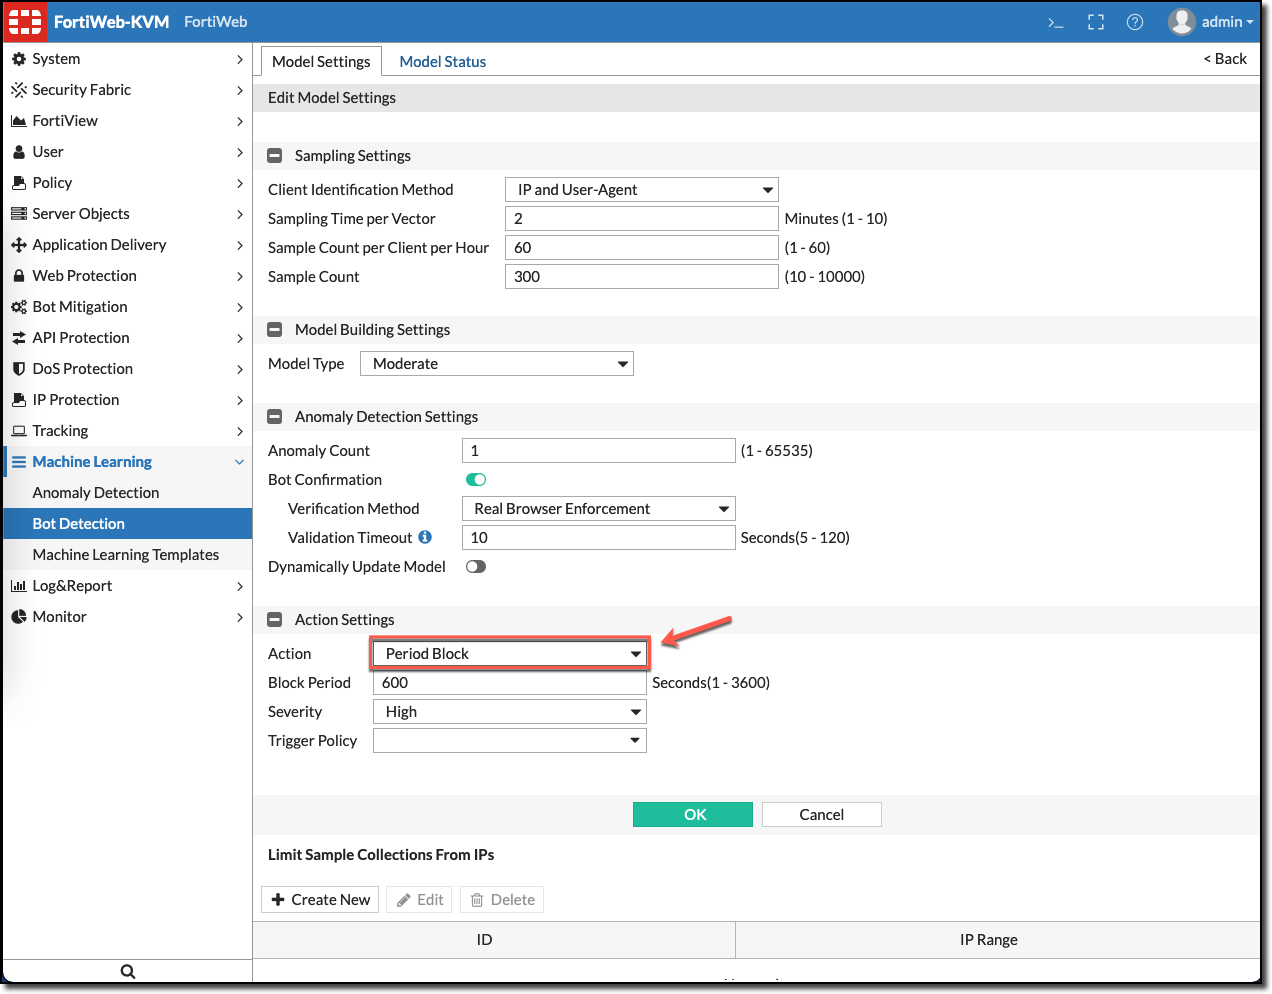 FortiWeb-KVM FortiWeb
>_ ? admin
System
Security Fabric
FortiView
User
Policy
Server Objects
Application Delivery
Web Protection
Bot Mitigation
API Protection
DoS Protection
IP Protection
Tracking
Machine Learning
Anomaly Detection
Bot Detection
Machine Learning Templates
Log&Report
Monitor
Model Settings Model Status < Back
Edit Model Settings
Sampling Settings
Client Identification Method IP and User-Agent
Sampling Time per Vector 2 Minutes (1 - 10)
Sample Count per Client per Hour 60 (1 - 60)
Sample Count 300 (10 - 10000)
Model Building Settings
Model Type Moderate
Anomaly Detection Settings
Anomaly Count 1 (1 - 65535)
Bot Confirmation
Verification Method Real Browser Enforcement
Validation Timeout i 10 Seconds(5 - 120)
Dynamically Update Model
Action Settings
Action Period Block
Block Period 600 Seconds(1 - 3600)
Severity High
Trigger Policy
OK Cancel
Limit Sample Collections From IPs
+ Create New Edit Delete
ID IP Range